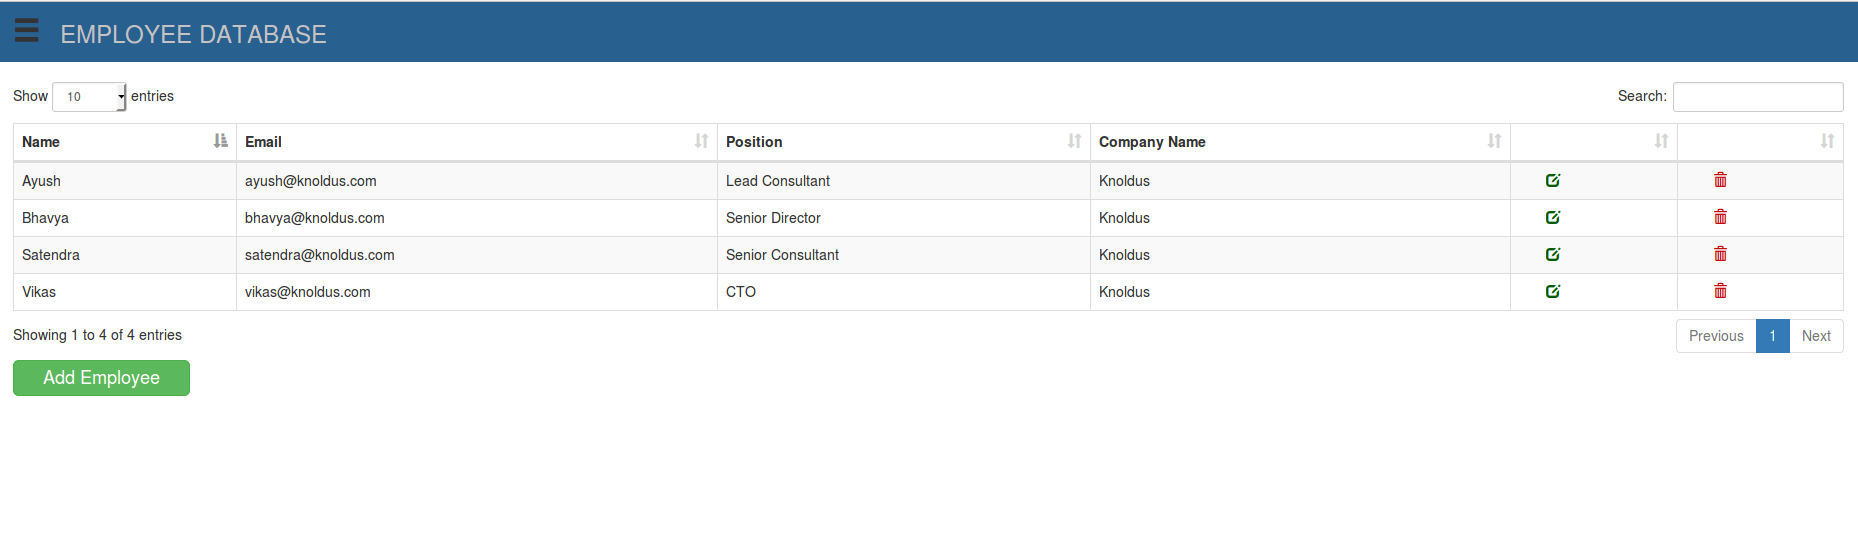 EMPLOYEE DATABASE
Show 10 entries Search:
Name Email Position Company Name
Ayush ayush@knoldus.com Lead Consultant Knoldus
Bhavya bhavya@knoldus.com Senior Director Knoldus
Satendra satendra@knoldus.com Senior Consultant Knoldus
Vikas vikas@knoldus.com CTO Knoldus
Showing 1 to 4 of 4 entries Previous 1 Next
Add Employee